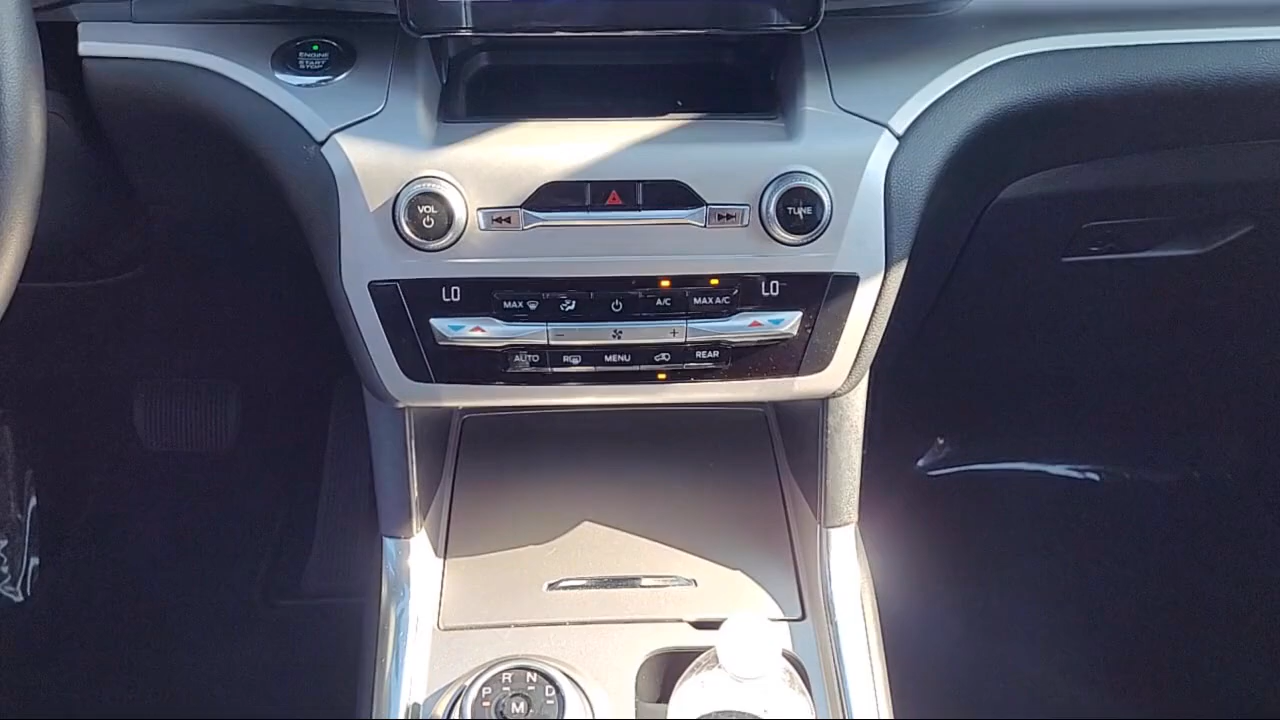 ENGINE
START
STOP
VOL
TUNE
LO
LO
MAX
A/C
MAX A/C
AUTO
R
MENU
REAR
P R N D
M